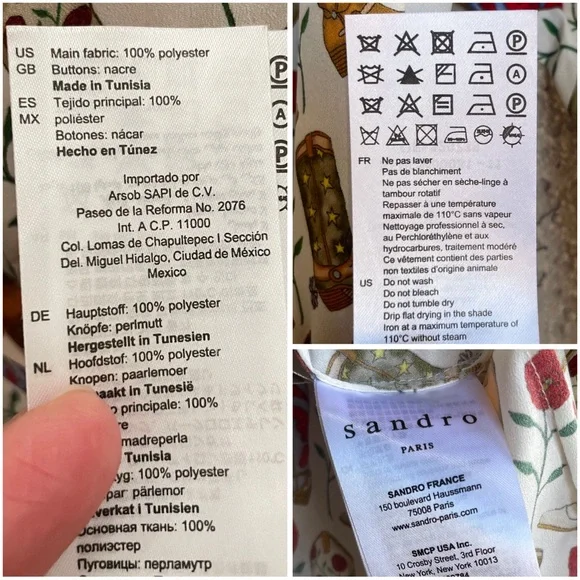 US Main fabric: 100% polyester
GB Buttons: nacre
Made in Tunisia
ES Tejido principal: 100%
MX poliéster
Botones: nácar
Hecho en Túnez
Importado por
Arsob SAPI de C.V.
Paseo de la Reforma No. 2076
Int. A C.P. 11000
Col. Lomas de Chapultepec I Sección
Del. Miguel Hidalgo, Ciudad de México
Mexico
DE Hauptstoff: 100% polyester
Knöpfe: perlmutt
Hergestellt in Tunesien
NL Hoofdstof: 100% polyester
Knopen: paarlemoer
aakt in Tunesië
principale: 100%
re
madreperla
Tunisia
yg: 100% polyester
par: pärlemor
verkat i Tunisien
Основная ткань: 100%
полиэстер
Пуговицы: перламутр
P
A
P
P
A
P
FR Ne pas laver
Pas de blanchiment
Ne pas sécher en sèche-linge à
tambour rotatif
Repasser à une température
maximale de 110°C sans vapeur
Nettoyage professionnel à sec,
au Perchloréthylène et aux
hydrocarbures, traitement modéré
Ce vêtement contient des parties
non textiles d'origine animale
US Do not wash
Do not bleach
Do not tumble dry
Drip flat drying in the shade
Iron at a maximum temperature of
110°C without steam
sandro
PARIS
SANDRO FRANCE
150 boulevard Haussmann
75008 Paris
www.sandro-paris.com
SMCP USA Inc.
10 Crosby Street, 3rd Floor
New York, New York 10013